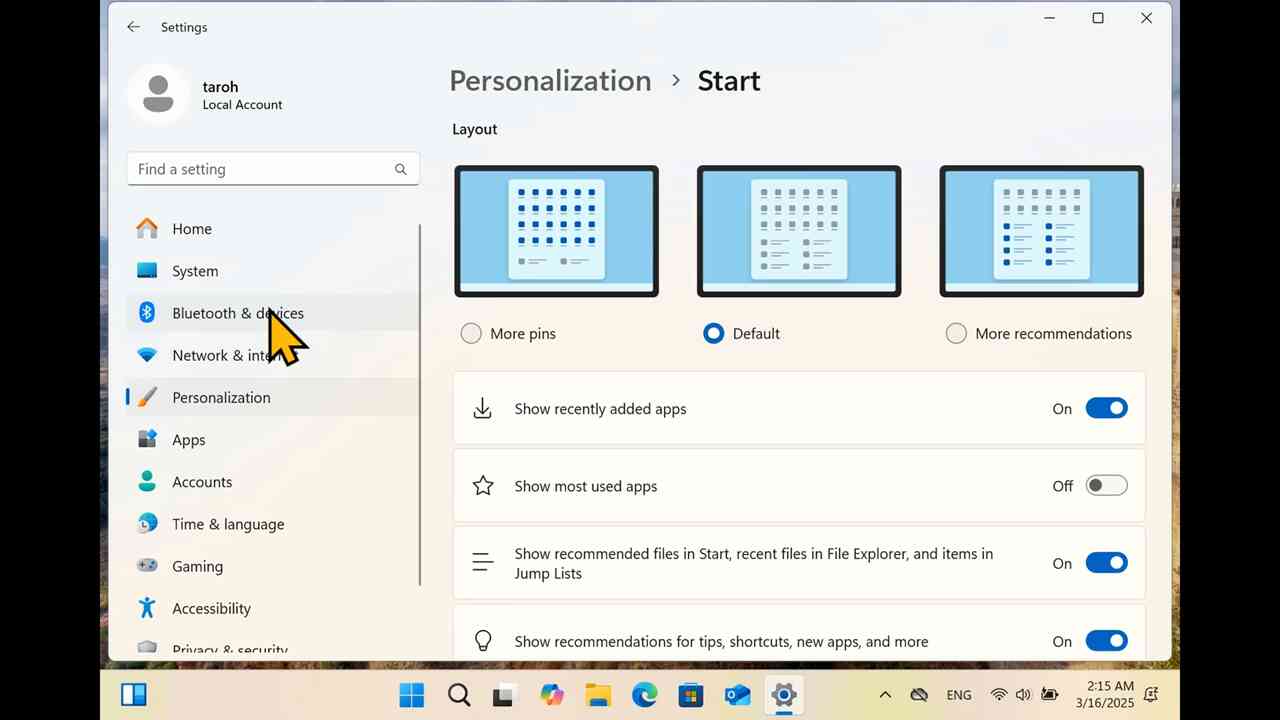 Settings
taroh
Local Account
Find a setting
Home
System
Bluetooth & devices
Network &
Personalization
Apps
Accounts
Time & language
Gaming
Accessibility
Privacy & security
Personalization > Start
Layout
More pins
Default
More recommendations
Show recently added apps
On
Show most used apps
Off
Show recommended files in Start, recent files in File Explorer, and items in
Jump Lists
On
Show recommendations for tips, shortcuts, new apps, and more
On
ENG
2:15 AM
3/16/2025